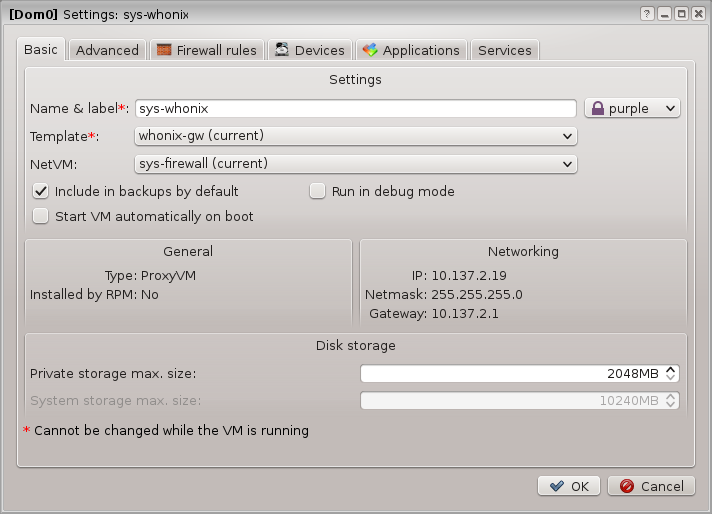 [Dom0] Settings: sys-whonix
Basic Advanced Firewall rules Devices Applications Services
Settings
Name & label*: sys-whonix purple
Template*: whonix-gw (current)
NetVM: sys-firewall (current)
Include in backups by default Run in debug mode
Start VM automatically on boot
General Networking
Type: ProxyVM IP: 10.137.2.19
Installed by RPM: No Netmask: 255.255.255.0
Gateway: 10.137.2.1
Disk storage
Private storage max. size: 2048MB
System storage max. size: 10240MB
* Cannot be changed while the VM is running
OK Cancel